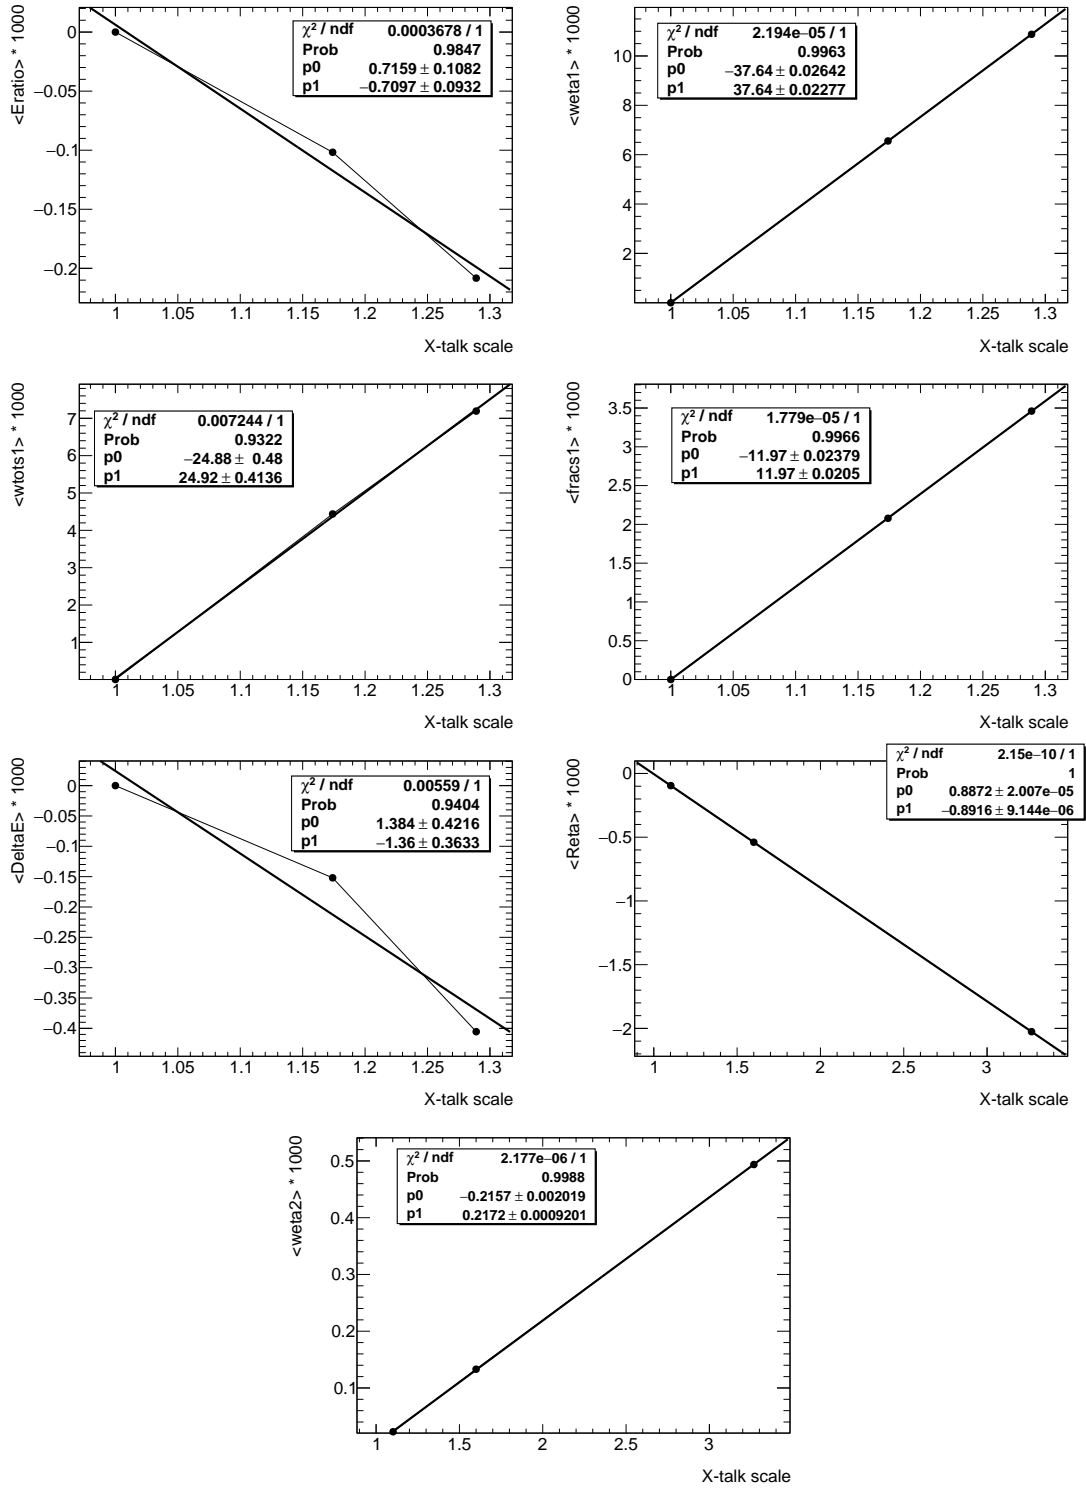 <Eratio> * 1000
0
−0.05
−0.1
−0.15
−0.2
χ² / ndf 0.0003678 / 1
Prob 0.9847
p0 0.7159 ± 0.1082
p1 −0.7097 ± 0.0932
1 1.05 1.1 1.15 1.2 1.25 1.3
X-talk scale
<weta1> * 1000
10
8
6
4
2
χ² / ndf 2.194e−05 / 1
Prob 0.9963
p0 −37.64 ± 0.02642
p1 37.64 ± 0.02277
1 1.05 1.1 1.15 1.2 1.25 1.3
X-talk scale
<wtots1> * 1000
7
6
5
4
3
2
1
χ² / ndf 0.007244 / 1
Prob 0.9322
p0 −24.88 ± 0.48
p1 24.92 ± 0.4136
1 1.05 1.1 1.15 1.2 1.25 1.3
X-talk scale
<fracs1> * 1000
3.5
3
2.5
2
1.5
1
0.5
0
χ² / ndf 1.779e−05 / 1
Prob 0.9966
p0 −11.97 ± 0.02379
p1 11.97 ± 0.0205
1 1.05 1.1 1.15 1.2 1.25 1.3
X-talk scale
<DeltaE> * 1000
0
−0.05
−0.1
−0.15
−0.2
−0.25
−0.3
−0.35
−0.4
χ² / ndf 0.00559 / 1
Prob 0.9404
p0 1.384 ± 0.4216
p1 −1.36 ± 0.3633
1 1.05 1.1 1.15 1.2 1.25 1.3
X-talk scale
<Reta> * 1000
0
−0.5
−1
−1.5
−2
χ² / ndf 2.15e−10 / 1
Prob 1
p0 0.8872 ± 2.007e−05
p1 −0.8916 ± 9.144e−06
1 1.5 2 2.5 3
X-talk scale
<weta2> * 1000
0.5
0.4
0.3
0.2
0.1
χ² / ndf 2.177e−06 / 1
Prob 0.9988
p0 −0.2157 ± 0.002019
p1 0.2172 ± 0.0009201
1 1.5 2 2.5 3
X-talk scale